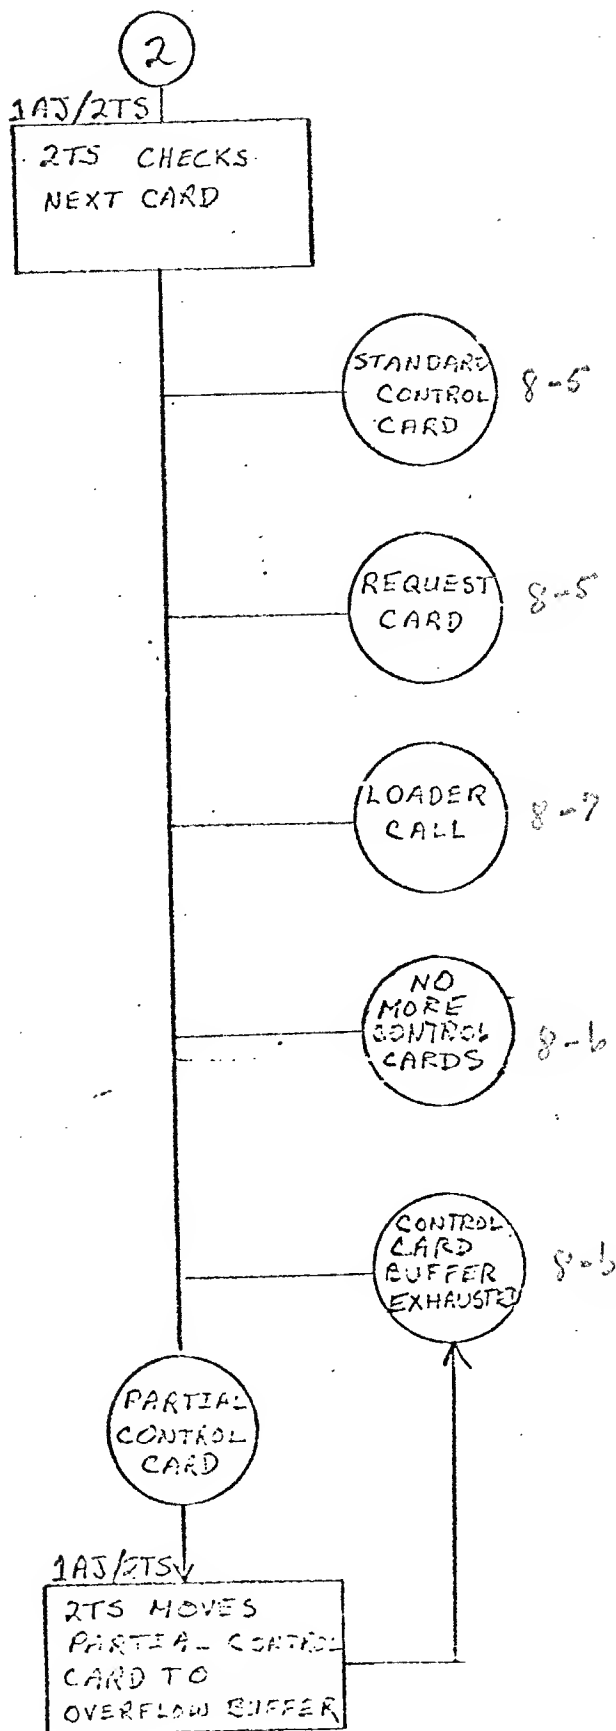 2
1AJ/2TS
2TS CHECKS
NEXT CARD
STANDARD
CONTROL
CARD
8-5
REQUEST
CARD
8-5
LOADER
CALL
8-7
NO
MORE
CONTROL
CARDS
8-6
CONTROL
CARD
BUFFER
EXHAUSTED
8-6
PARTIAL
CONTROL
CARD
1AJ/2TS
2TS MOVES
PARTIAL CONTROL
CARD TO
OVERFLOW BUFFER